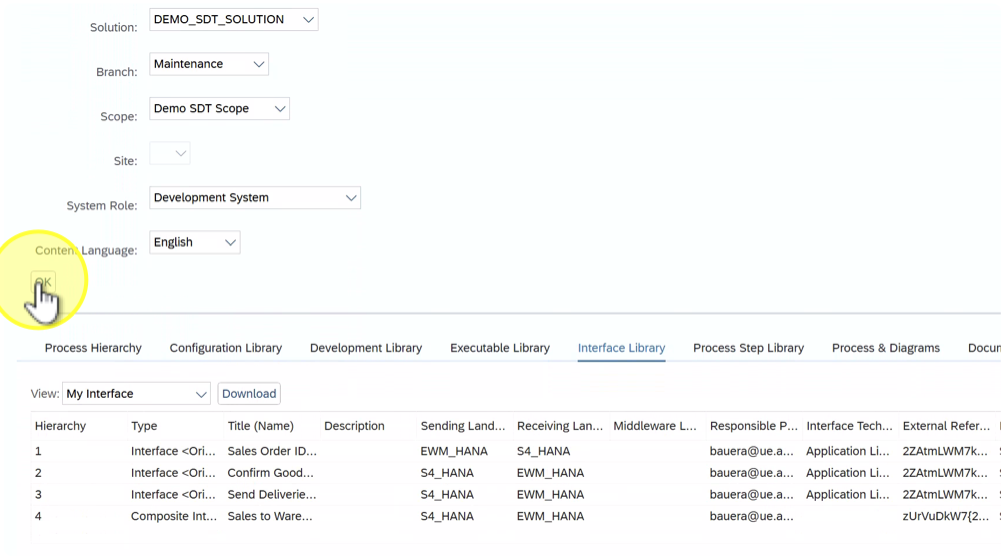 Solution: DEMO_SDT_SOLUTION
Branch: Maintenance
Scope: Demo SDT Scope
Site:
System Role: Development System
Content Language: English
OK
Process Hierarchy Configuration Library Development Library Executable Library Interface Library Process Step Library Process & Diagrams Docum
View: My Interface Download
Hierarchy Type Title (Name) Description Sending Land... Receiving Lan... Middleware L... Responsible P... Interface Tech... External Refer...
1 Interface <Ori... Sales Order ID... EWM_HANA S4_HANA bauera@ue.a... Application Li... 2ZAtmLWM7k...
2 Interface <Ori... Confirm Good... S4_HANA EWM_HANA bauera@ue.a... Application Li... 2ZAtmLWM7k...
3 Interface <Ori... Send Deliverie... S4_HANA EWM_HANA bauera@ue.a... Application Li... 2ZAtmLWM7k...
4 Composite Int... Sales to Ware... S4_HANA EWM_HANA bauera@ue.a... zUrVuDkW7{2...